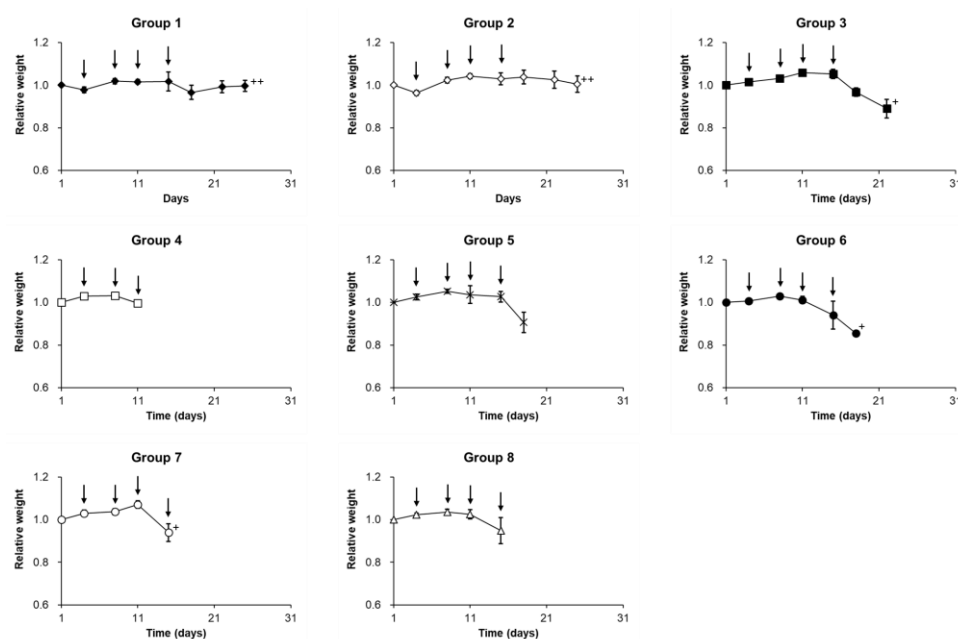 Group 1
1.2
1.0
0.8
0.6
Relative weight
++
1 11 21 31
Days
Group 2
1.2
1.0
0.8
0.6
Relative weight
++
1 11 21 31
Days
Group 3
1.2
1.0
0.8
0.6
Relative weight
+
1 11 21 31
Time (days)
Group 4
1.2
1.0
0.8
0.6
Relative weight
1 11 21 31
Time (days)
Group 5
1.2
1.0
0.8
0.6
Relative weight
1 11 21 31
Time (days)
Group 6
1.2
1.0
0.8
0.6
Relative weight
+
1 11 21 31
Time (days)
Group 7
1.2
1.0
0.8
0.6
Relative weight
+
1 11 21 31
Time (days)
Group 8
1.2
1.0
0.8
0.6
Relative weight
1 11 21 31
Time (days)